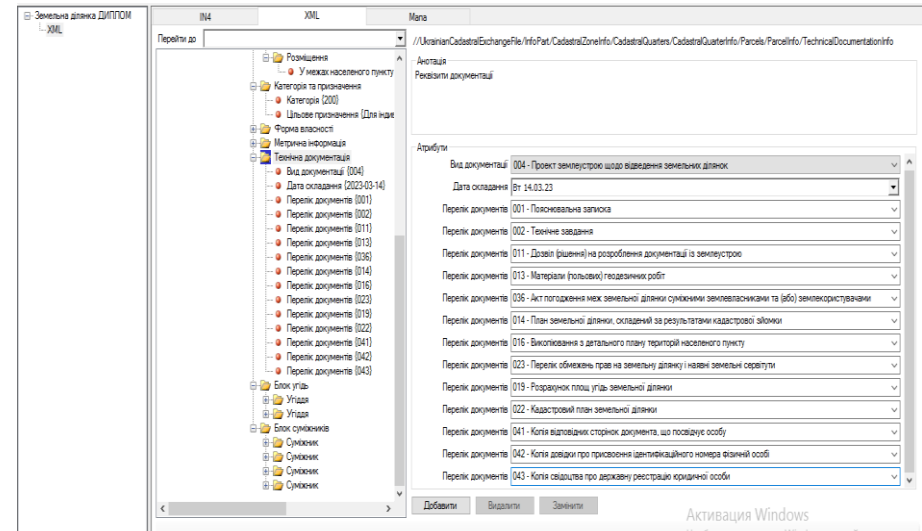 Земельна ділянка ДИПЛОМ
XML
IN4
XML
Мапа
Перейти до
Розміщення
У межах населеного пункту
Категорія та призначення
Категорія {200}
Цільове призначення {Для індив
Форма власності
Метрична інформація
Технічна документація
Вид документації {004}
Дата складання {2023-03-14}
Перелік документів {001}
Перелік документів {002}
Перелік документів {011}
Перелік документів {013}
Перелік документів {036}
Перелік документів {014}
Перелік документів {016}
Перелік документів {023}
Перелік документів {019}
Перелік документів {022}
Перелік документів {041}
Перелік документів {042}
Перелік документів {043}
Блок угідь
Угіддя
Угіддя
Блок суміжників
Суміжник
Суміжник
Суміжник
Суміжник
//UkrainianCadastralExchangeFile/InfoPart/CadastralZoneInfo/CadastralQuarters/CadastralQuarterInfo/Parcels/ParcelInfo/TechnicalDocumentationInfo
Анотація
Реквізити документації
Атрибути
Вид документації 004 - Проект землеустрою щодо відведення земельних ділянок
Дата складання Вт 14.03.23
Перелік документів 001 - Пояснювальна записка
Перелік документів 002 - Технічне завдання
Перелік документів 011 - Дозвіл (рішення) на розроблення документації із землеустрою
Перелік документів 013 - Матеріали (польових) геодезичних робіт
Перелік документів 036 - Акт погодження меж земельної ділянки суміжними землевласниками та (або) землекористувачами
Перелік документів 014 - План земельної ділянки, складений за результатами кадастрової зйомки
Перелік документів 016 - Викопіювання з детального плану територій населеного пункту
Перелік документів 023 - Перелік обмежень прав на земельну ділянку і наявні земельні сервітути
Перелік документів 019 - Розрахунок площ угідь земельної ділянки
Перелік документів 022 - Кадастровий план земельної ділянки
Перелік документів 041 - Копія відповідних сторінок документа, що посвідчує особу
Перелік документів 042 - Копія довідки про присвоєння ідентифікаційного номера фізичній особі
Перелік документів 043 - Копія свідоцтва про державну реєстрацію юридичної особи
Добавити
Видалити
Замінити
Активация Windows